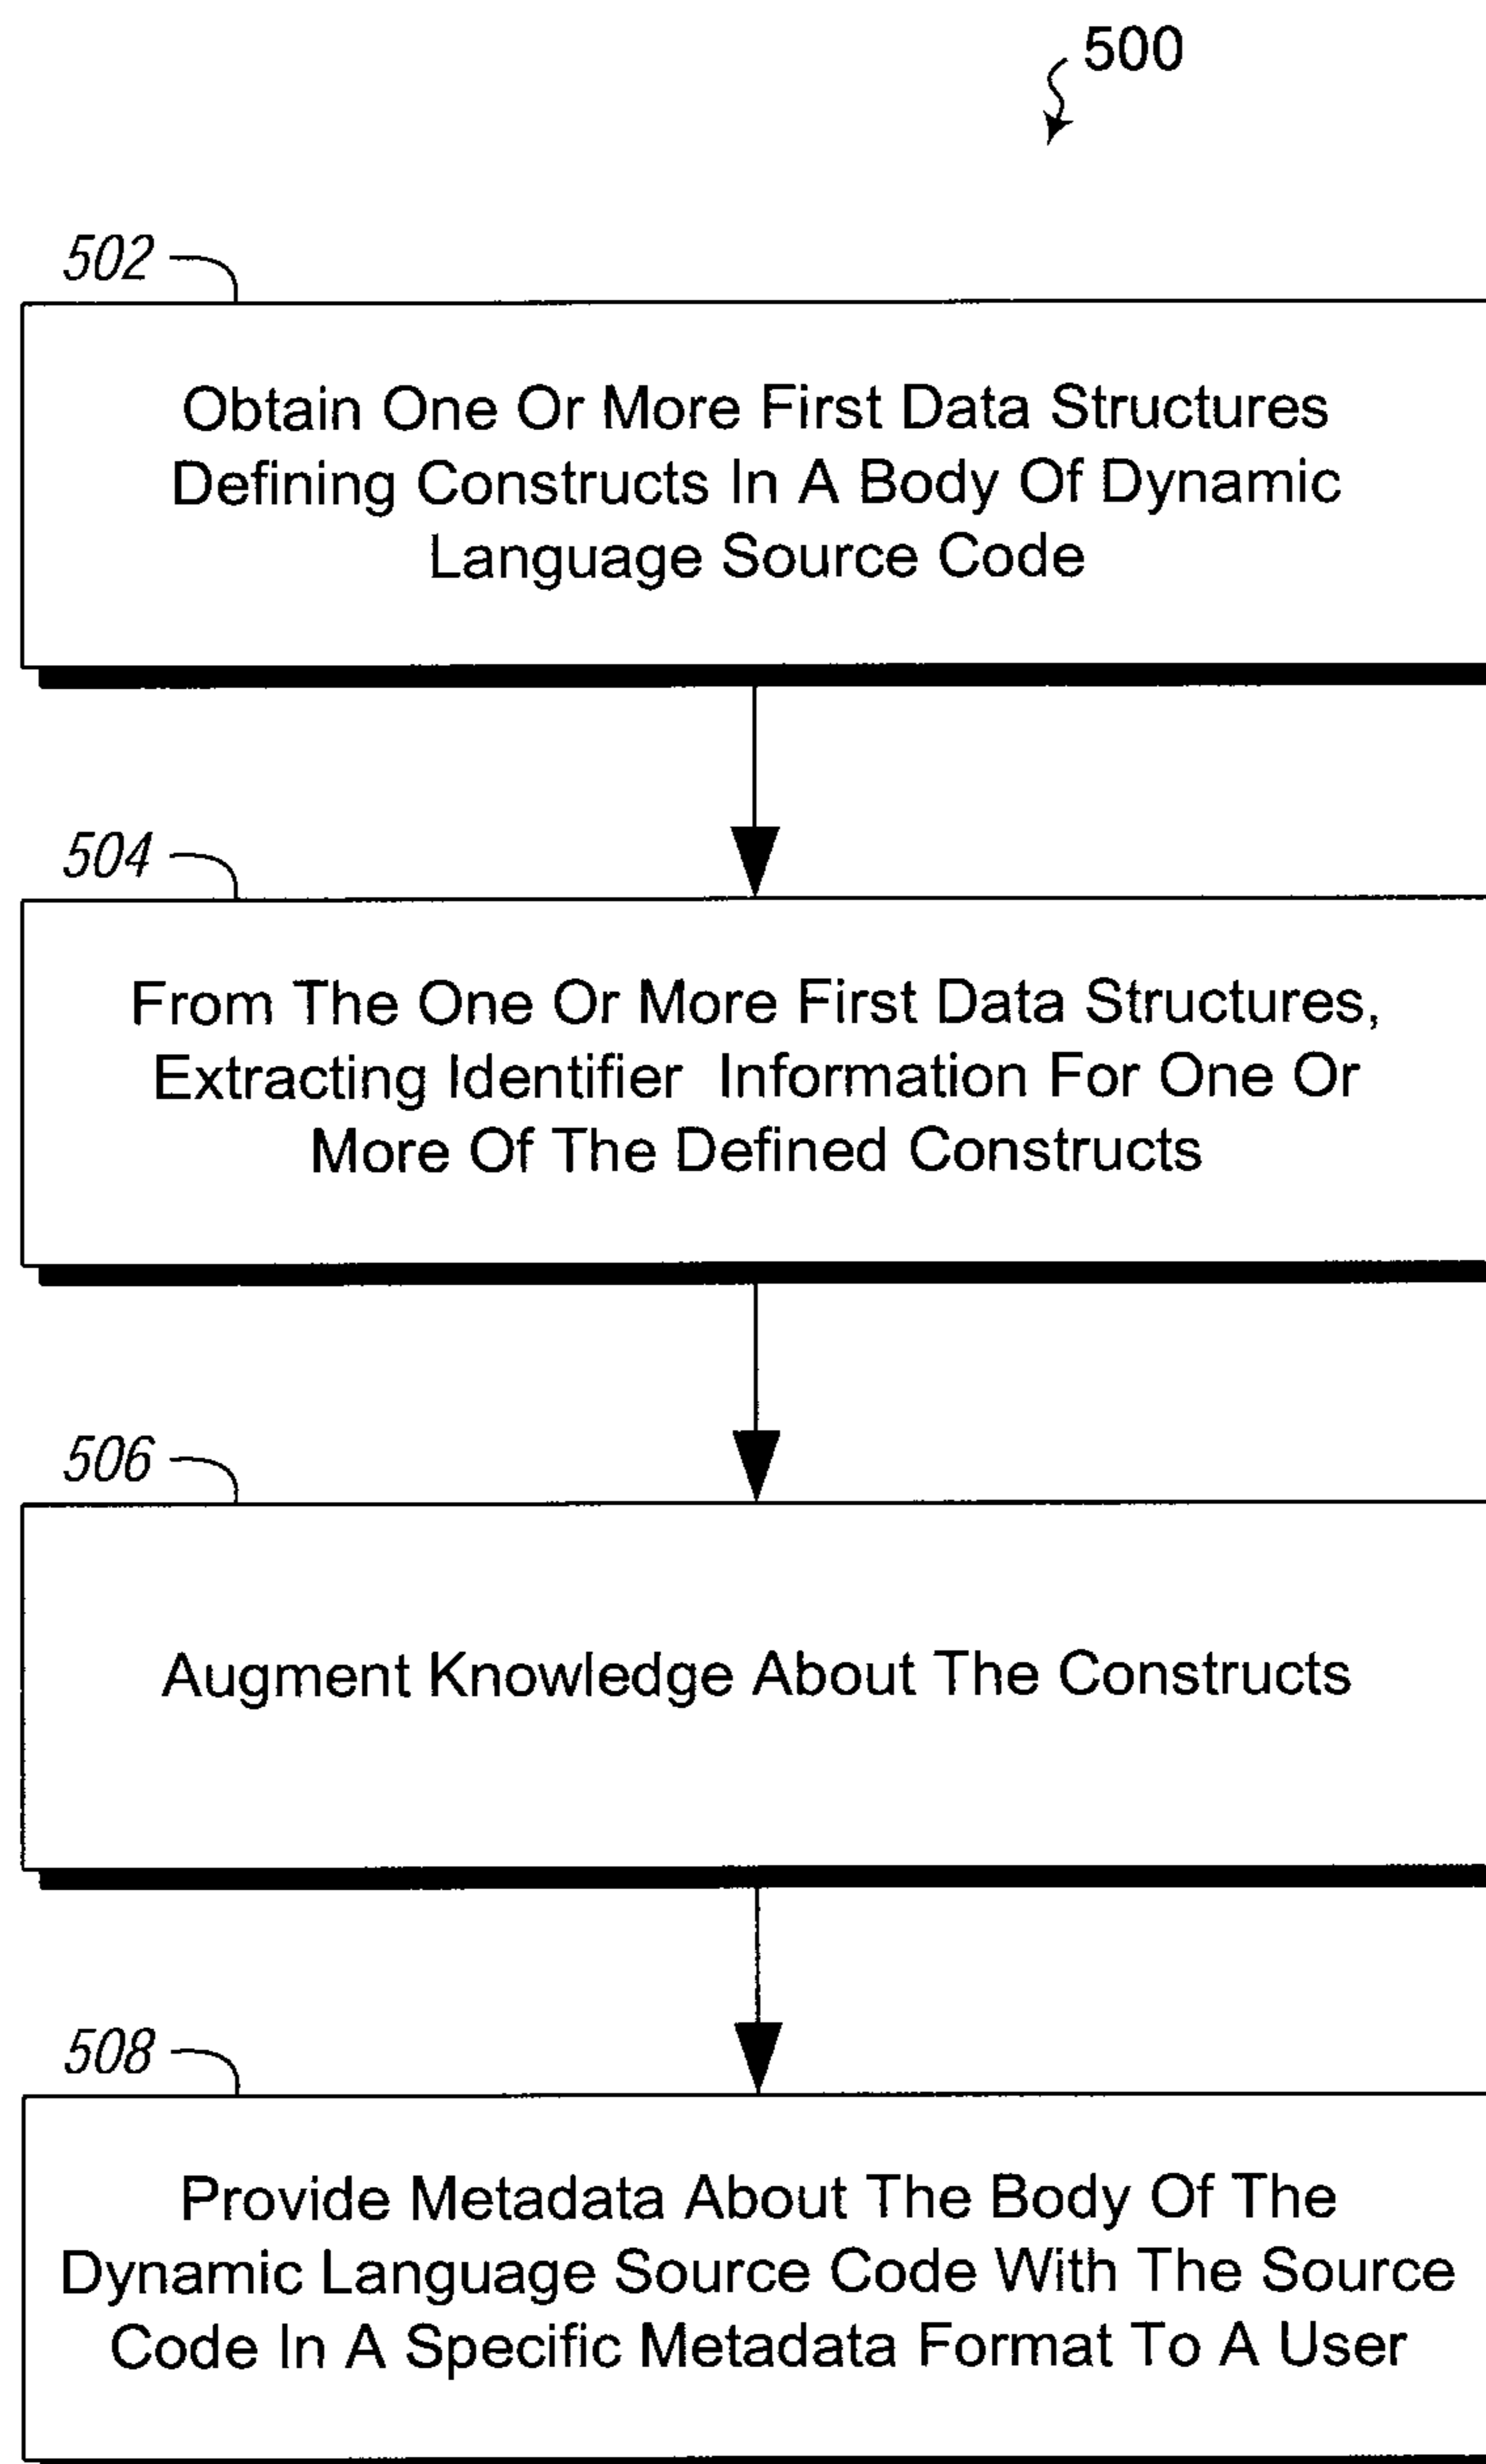 500
502
Obtain One Or More First Data Structures
Defining Constructs In A Body Of Dynamic
Language Source Code
504
From The One Or More First Data Structures,
Extracting Identifier Information For One Or
More Of The Defined Constructs
506
Augment Knowledge About The Constructs
508
Provide Metadata About The Body Of The
Dynamic Language Source Code With The Source
Code In A Specific Metadata Format To A User